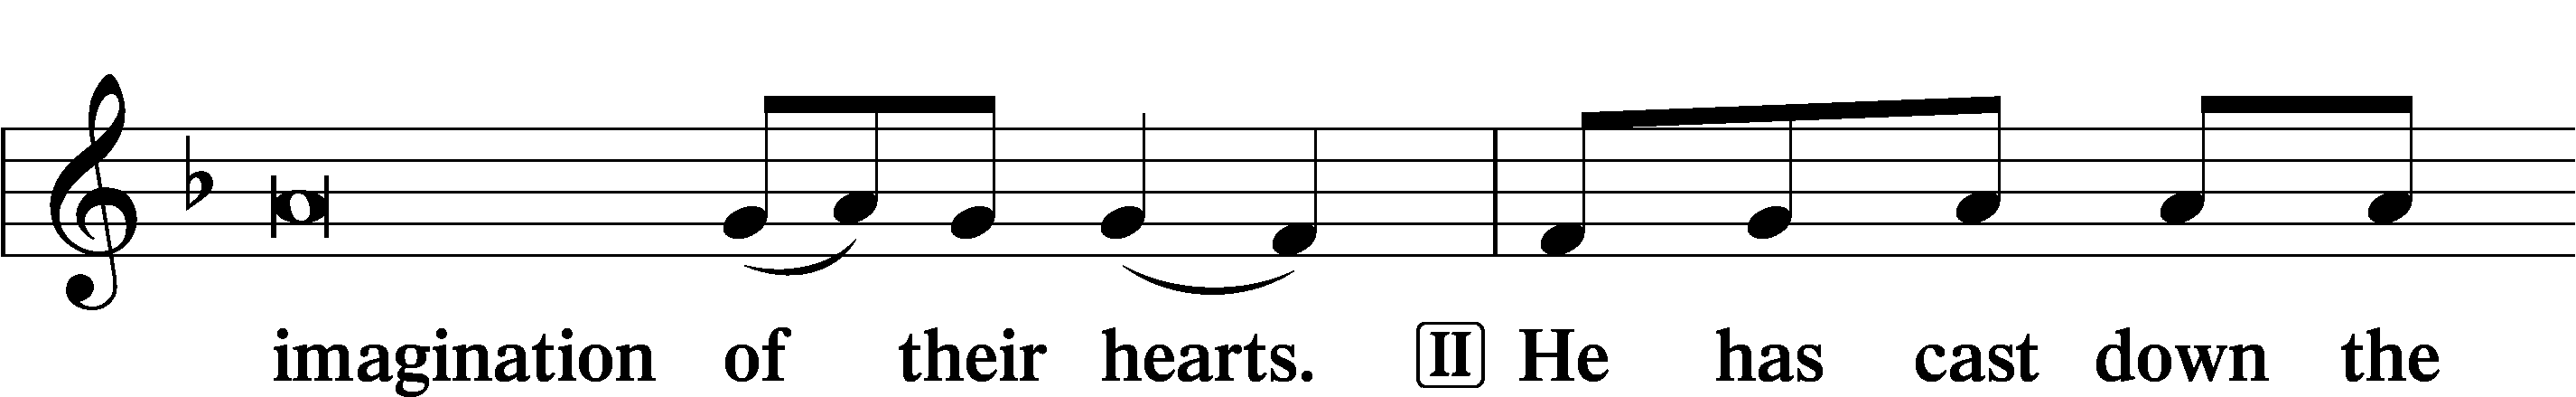 imagination of their hearts. II He has cast down the